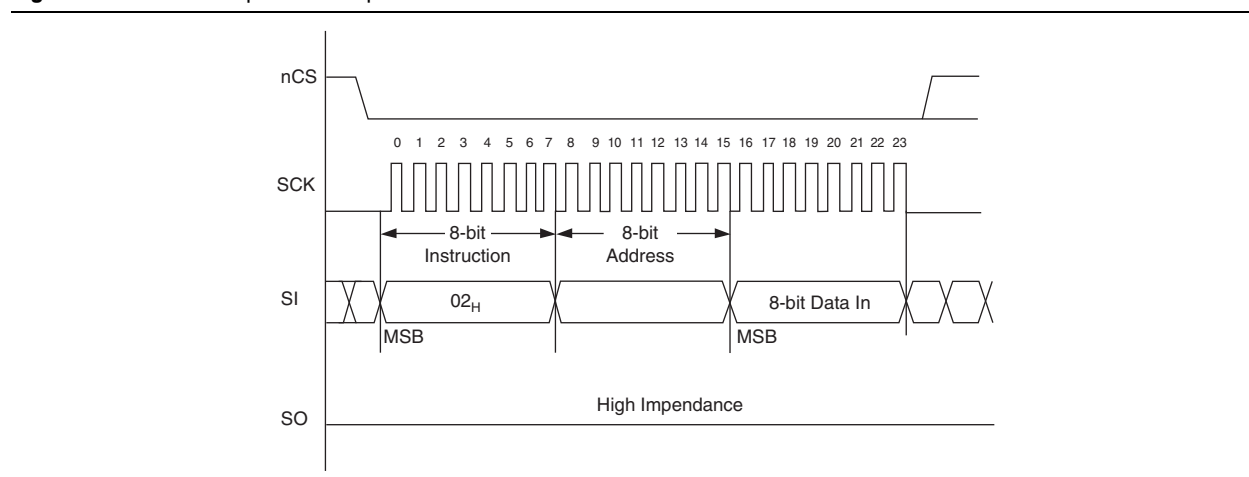 nCS
0 1 2 3 4 5 6 7 8 9 10 11 12 13 14 15 16 17 18 19 20 21 22 23
SCK
8-bit 8-bit
Instruction Address
SI 02H 8-bit Data In
MSB MSB
High Impendance
SO